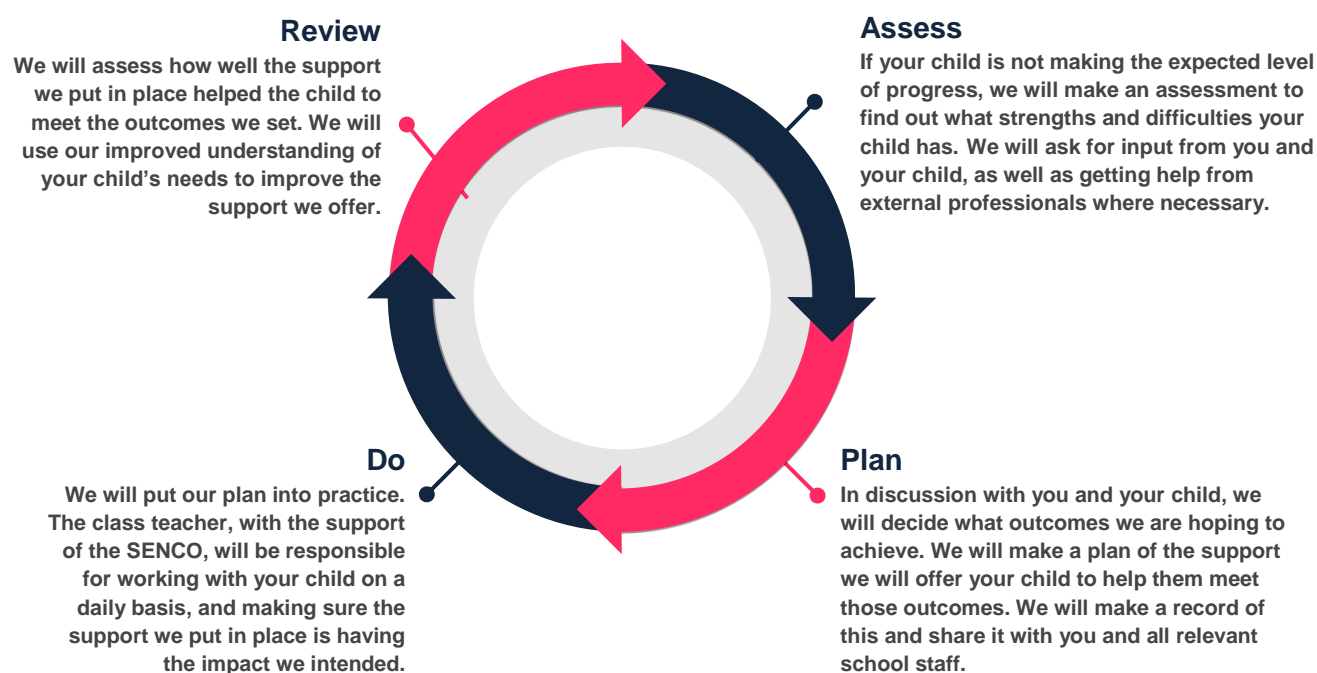 Review
We will assess how well the support
we put in place helped the child to
meet the outcomes we set. We will
use our improved understanding of
your child’s needs to improve the
support we offer.
Assess
If your child is not making the expected level
of progress, we will make an assessment to
find out what strengths and difficulties your
child has. We will ask for input from you and
your child, as well as getting help from
external professionals where necessary.
Do
We will put our plan into practice.
The class teacher, with the support
of the SENCO, will be responsible
for working with your child on a
daily basis, and making sure the
support we put in place is having
the impact we intended.
Plan
In discussion with you and your child, we
will decide what outcomes we are hoping to
achieve. We will make a plan of the support
we will offer your child to help them meet
those outcomes. We will make a record of
this and share it with you and all relevant
school staff.